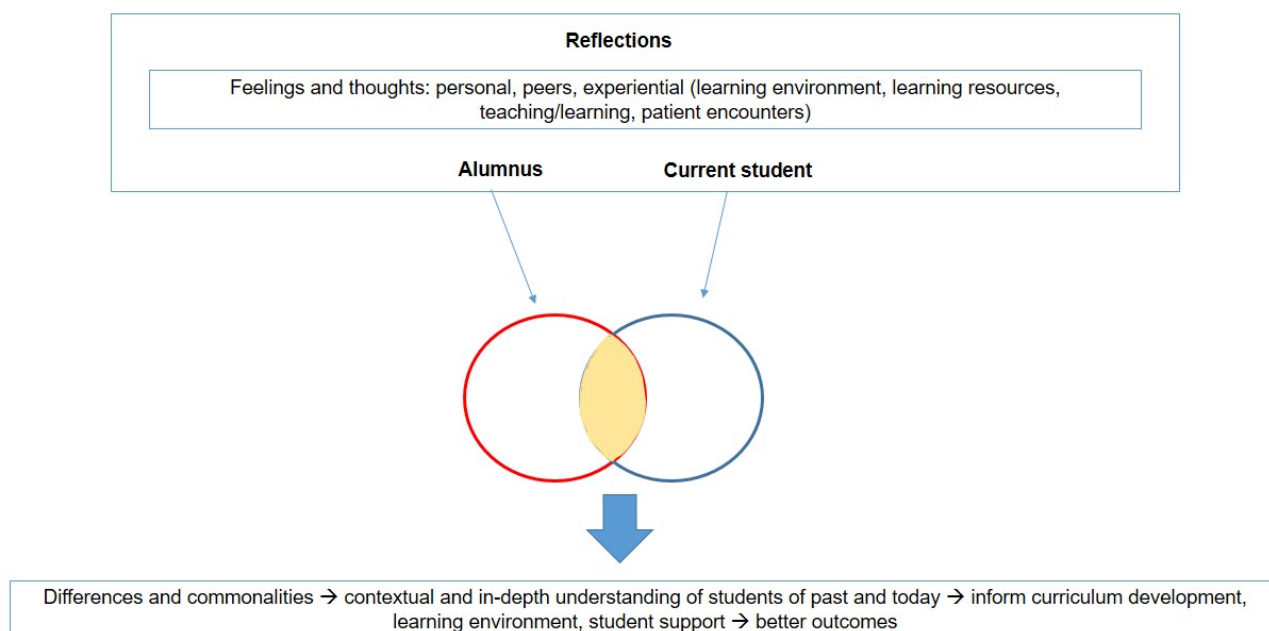 Reflections
Feelings and thoughts: personal, peers, experiential (learning environment, learning resources,
teaching/learning, patient encounters)
Alumnus
Current student
Differences and commonalities → contextual and in-depth understanding of students of past and today → inform curriculum development,
learning environment, student support → better outcomes